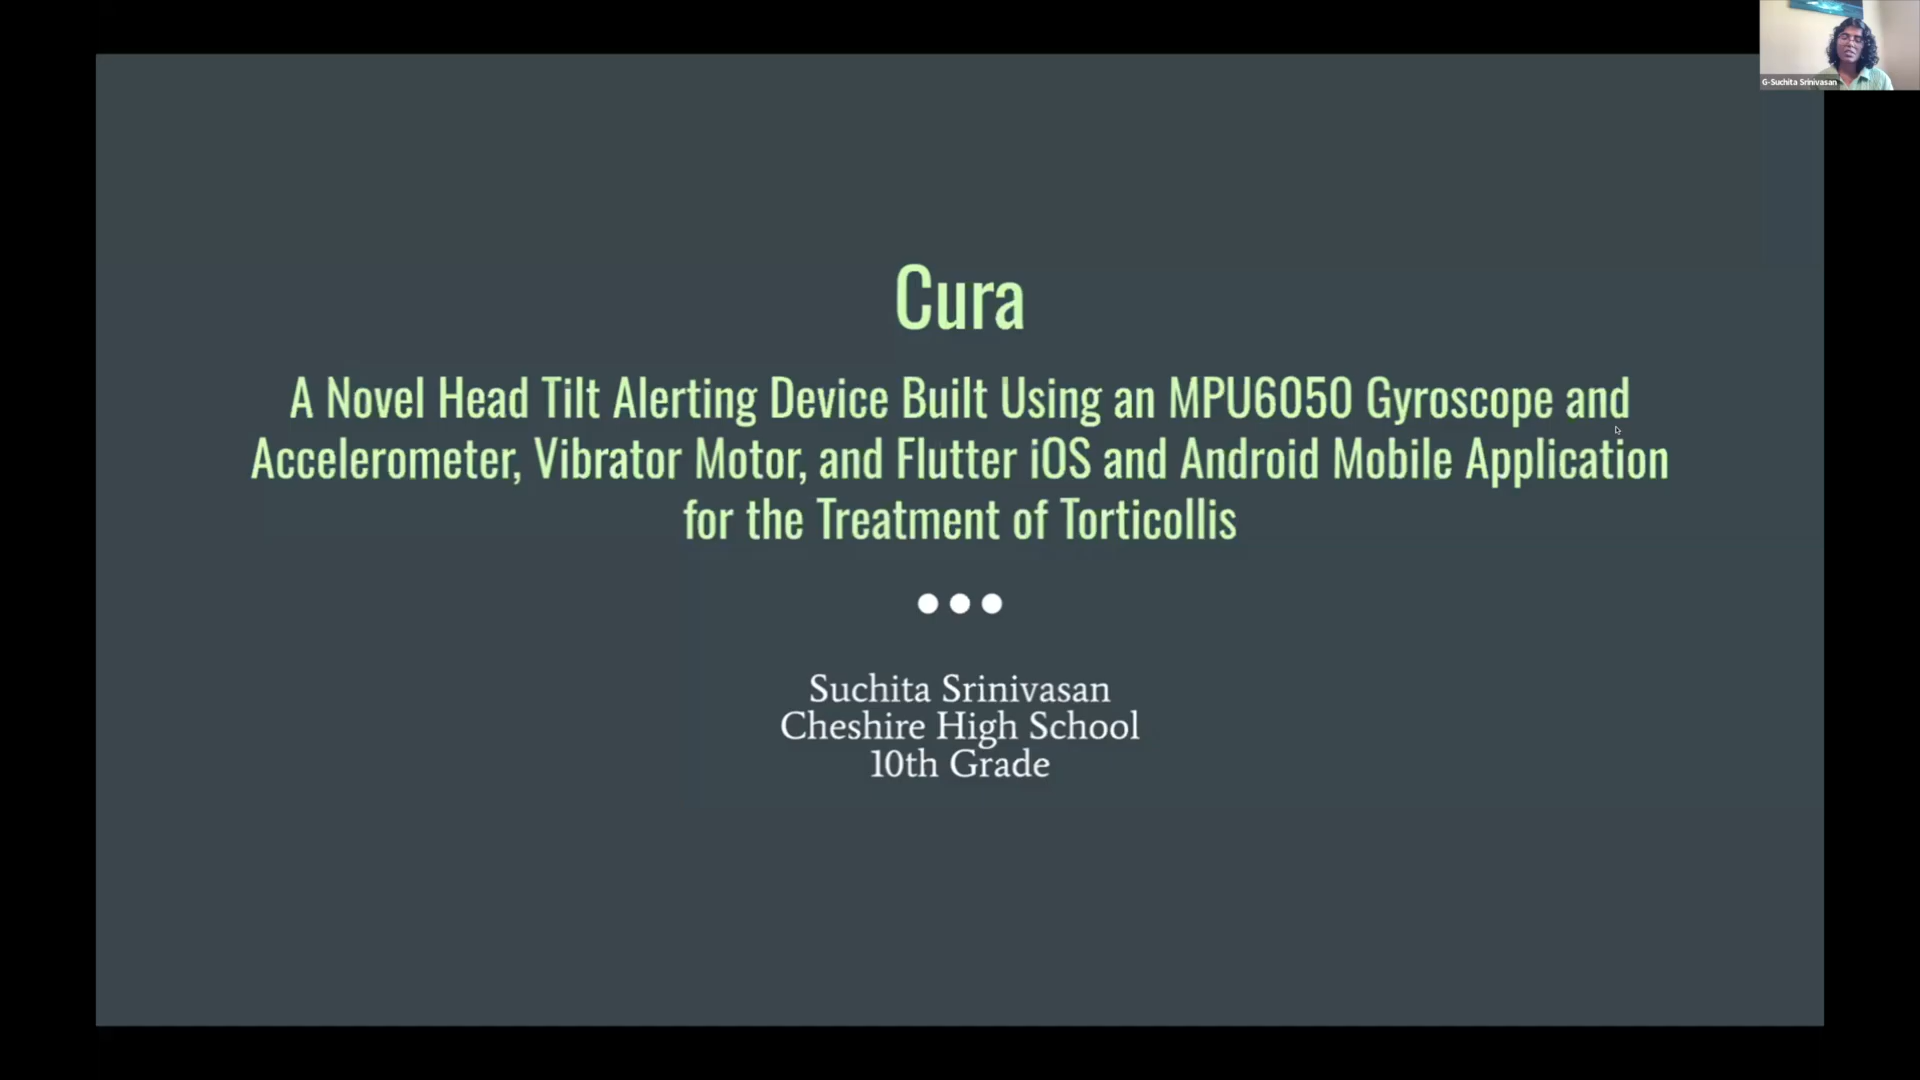 G-Suchita Srinivasan
Cura
A Novel Head Tilt Alerting Device Built Using an MPU6050 Gyroscope and
Accelerometer, Vibrator Motor, and Flutter iOS and Android Mobile Application
for the Treatment of Torticollis
Suchita Srinivasan
Cheshire High School
10th Grade